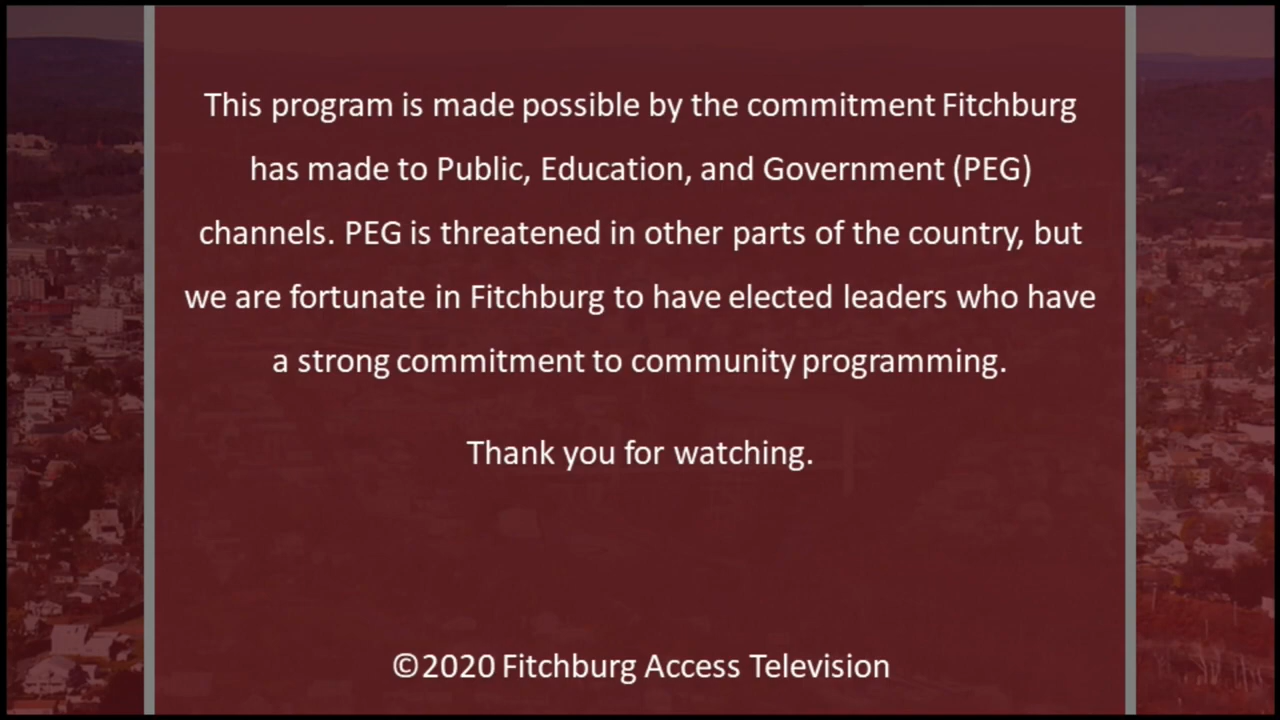 This program is made possible by the commitment Fitchburg
has made to Public, Education, and Government (PEG)
channels. PEG is threatened in other parts of the country, but
we are fortunate in Fitchburg to have elected leaders who have
a strong commitment to community programming.
Thank you for watching.
©2020 Fitchburg Access Television